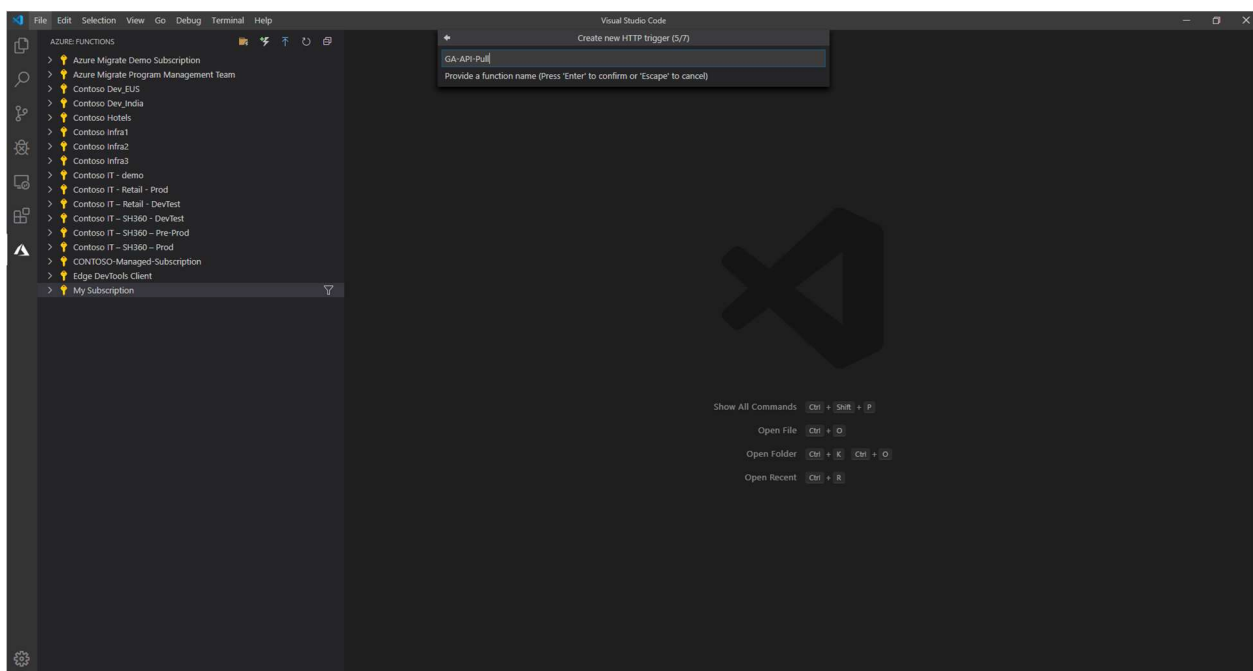 File Edit Selection View Go Debug Terminal Help
Visual Studio Code
AZURE: FUNCTIONS
Create new HTTP trigger (5/7)
GA-API-Pull
Provide a function name (Press 'Enter' to confirm or 'Escape' to cancel)
Azure Migrate Demo Subscription
Azure Migrate Program Management Team
Contoso Dev_EUS
Contoso Dev_India
Contoso Hotels
Contoso Infra1
Contoso Infra2
Contoso Infra3
Contoso IT - demo
Contoso IT - Retail - Prod
Contoso IT – Retail - DevTest
Contoso IT – SH360 - DevTest
Contoso IT – SH360 – Pre-Prod
Contoso IT – SH360 – Prod
CONTOSO-Managed-Subscription
Edge DevTools Client
My Subscription
Show All Commands Ctrl + Shift + P
Open File Ctrl + O
Open Folder Ctrl + K Ctrl + O
Open Recent Ctrl + R